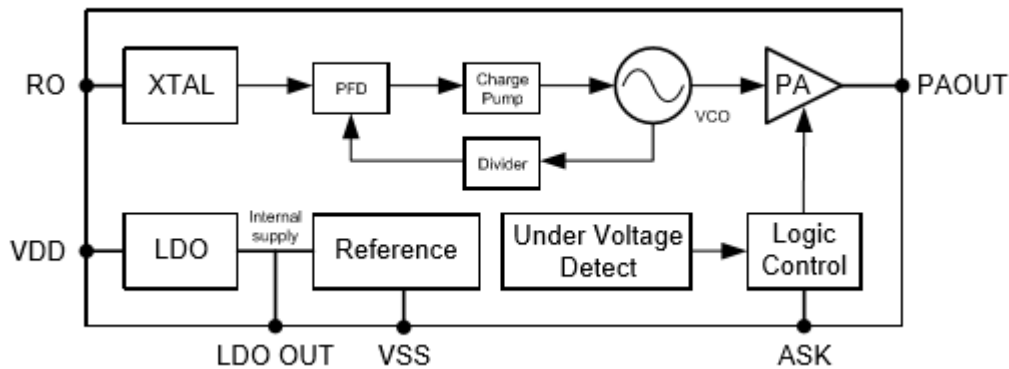 RO
XTAL
PFD
Charge
Pump
VCO
PA
PAOUT
Divider
VDD
LDO
Internal
supply
Reference
Under Voltage
Detect
Logic
Control
LDO OUT
VSS
ASK